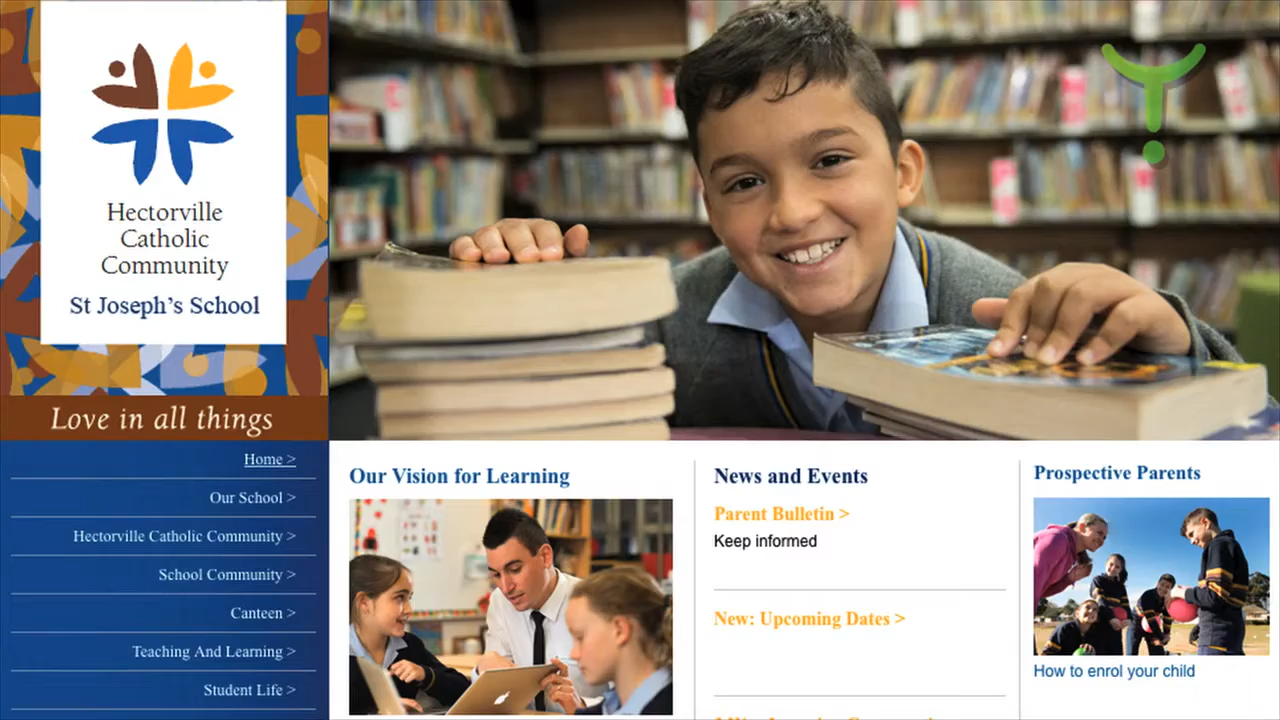 Hectorville
Catholic
Community
St Joseph's School
Love in all things
Home >
Our School >
Hectorville Catholic Community >
School Community >
Canteen >
Teaching And Learning >
Student Life >
Our Vision for Learning
News and Events
Parent Bulletin >
Keep informed
New: Upcoming Dates >
Prospective Parents
How to enrol your child